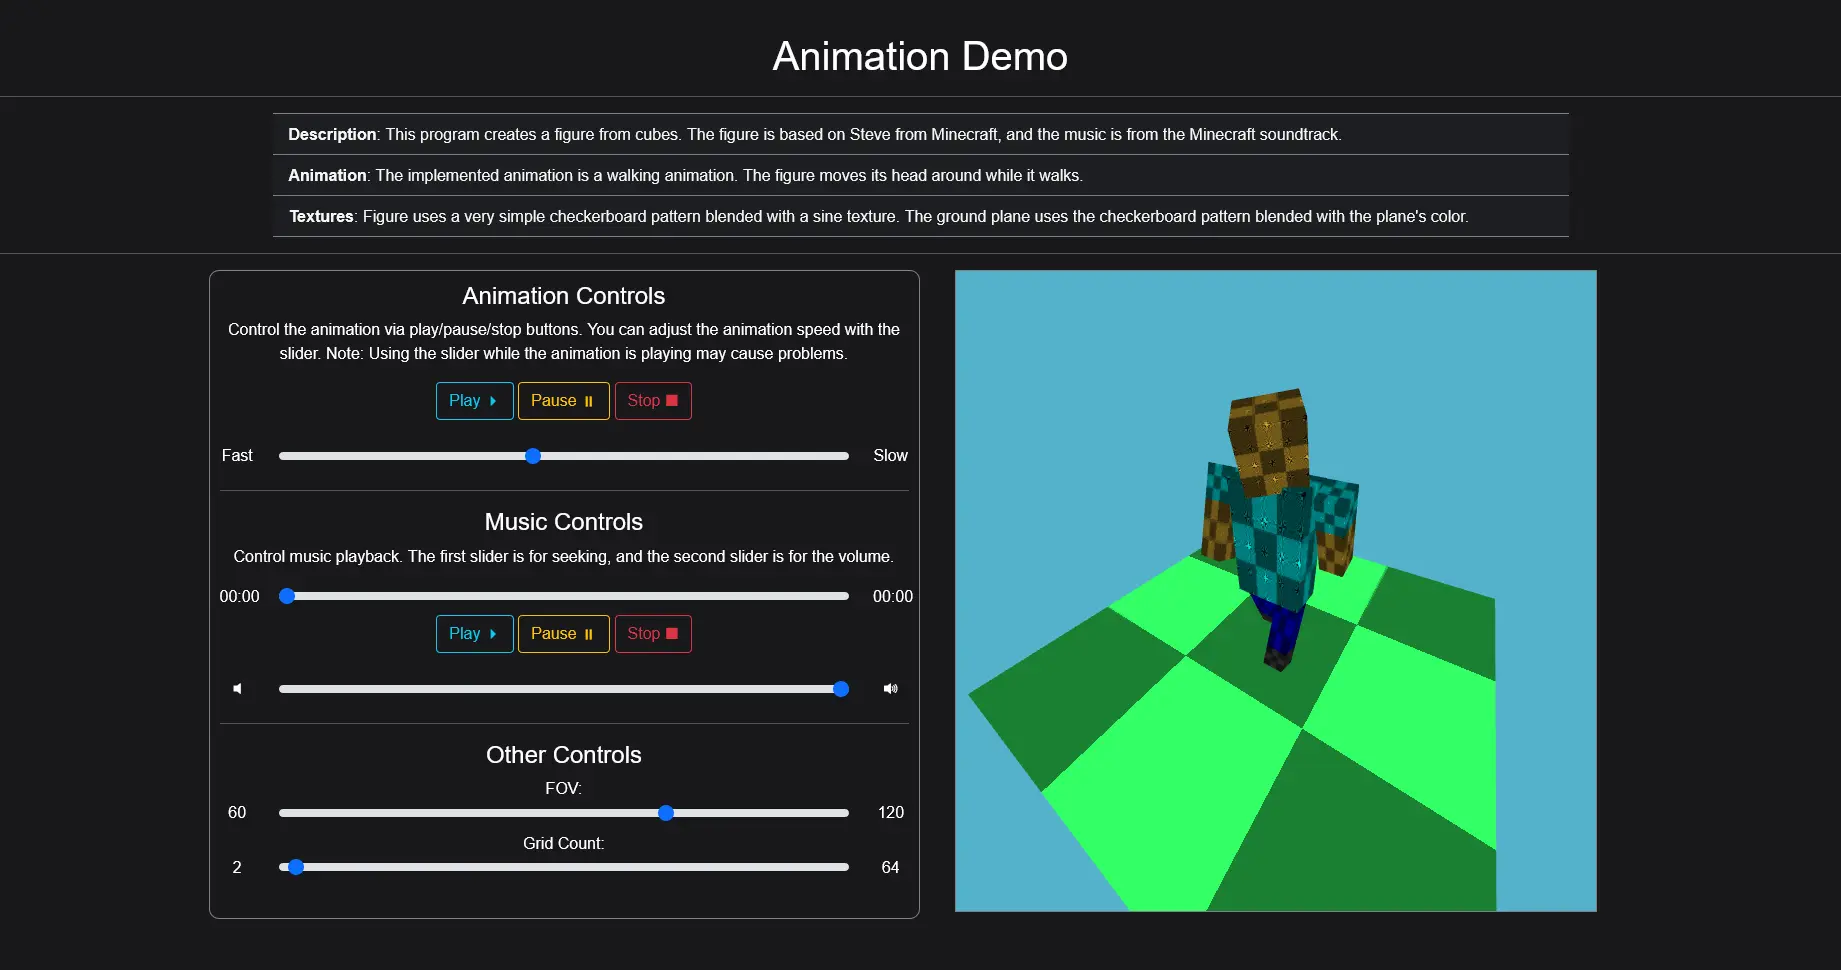 Animation Demo
Description: This program creates a figure from cubes. The figure is based on Steve from Minecraft, and the music is from the Minecraft soundtrack.
Animation: The implemented animation is a walking animation. The figure moves its head around while it walks.
Textures: Figure uses a very simple checkerboard pattern blended with a sine texture. The ground plane uses the checkerboard pattern blended with the plane's color.
Animation Controls
Control the animation via play/pause/stop buttons. You can adjust the animation speed with the
slider. Note: Using the slider while the animation is playing may cause problems.
Play Pause Stop
Fast Slow
Music Controls
Control music playback. The first slider is for seeking, and the second slider is for the volume.
00:00 00:00
Play Pause Stop
Other Controls
FOV:
60 120
Grid Count:
2 64